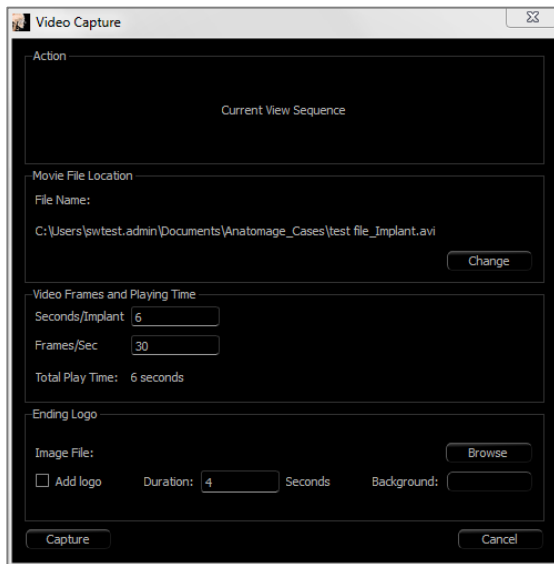 Video Capture
Action
Current View Sequence
Movie File Location
File Name:
C:\Users\swtest.admin\Documents\Anatomage_Cases\test file_Implant.avi
Change
Video Frames and Playing Time
Seconds/Implant 6
Frames/Sec 30
Total Play Time: 6 seconds
Ending Logo
Image File: Browse
Add logo Duration: 4 Seconds Background:
Capture Cancel